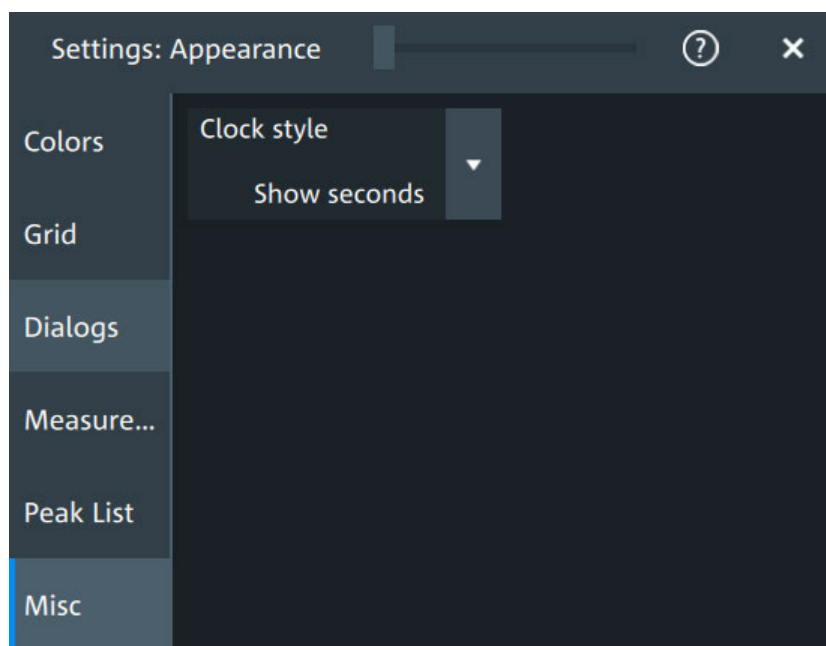 Settings: Appearance
?
Colors
Clock style
Show seconds
Grid
Dialogs
Measure...
Peak List
Misc